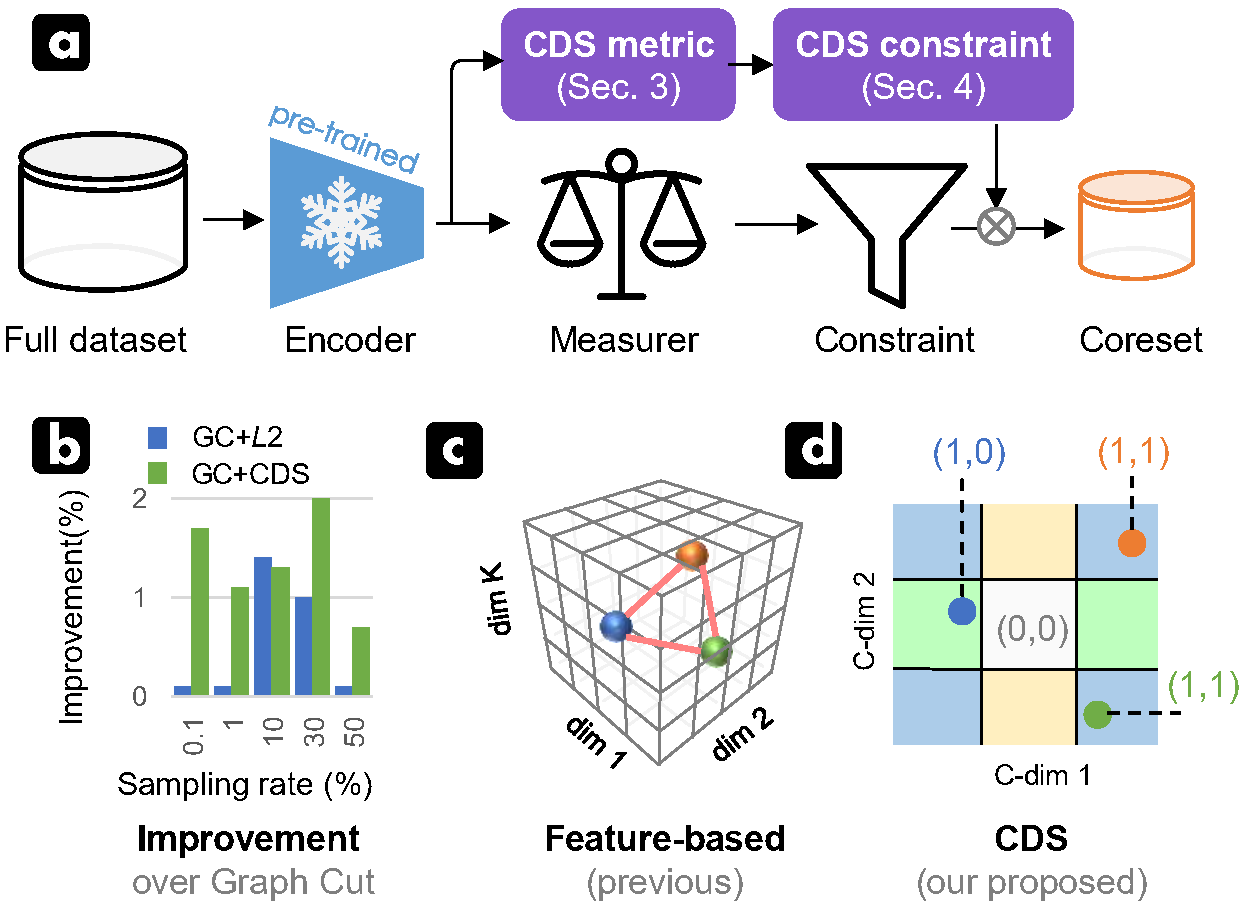 a
CDS metric
(Sec. 3)
CDS constraint
(Sec. 4)
pre-trained
Full dataset
Encoder
Measurer
Constraint
Coreset
b
GC+L2
GC+CDS
Improvement(%)
2
1
0
0.1
1
10
30
50
Sampling rate (%)
Improvement
over Graph Cut
c
dim K
dim 1
dim 2
Feature-based
(previous)
d
(1,0)
(1,1)
C-dim 2
(0,0)
(1,1)
C-dim 1
CDS
(our proposed)